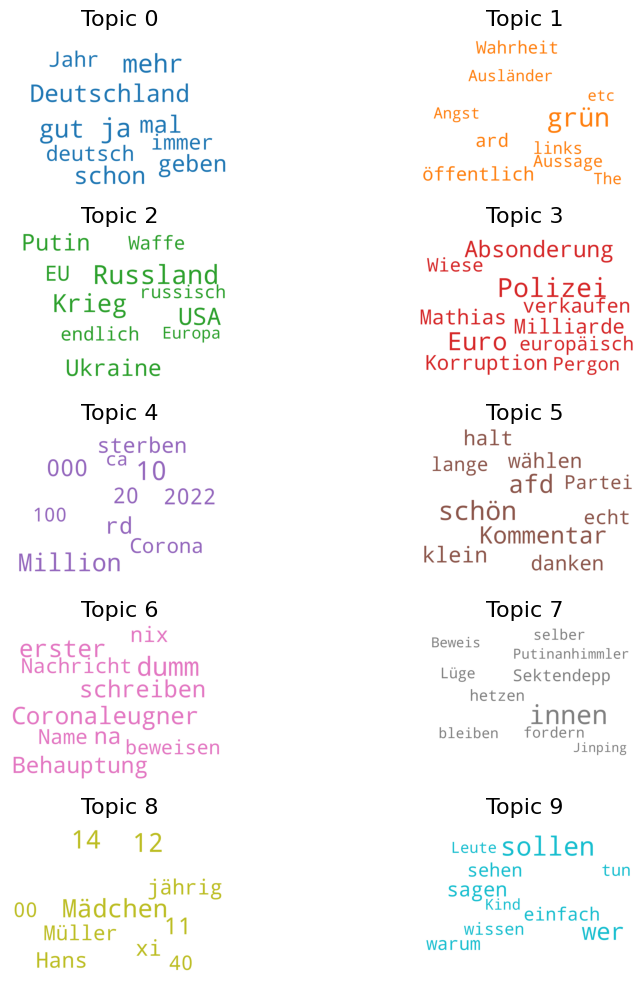 Topic 0
Jahr mehr
Deutschland
gut ja mal
immer
deutsch geben
schon
Topic 1
Wahrheit
Ausländer
etc
Angst grün
ard
links
Aussage
öffentlich The
Topic 2
Putin Waffe
EU Russland
russisch
Krieg USA
endlich Europa
Ukraine
Topic 3
Absonderung
Wiese
Polizei
verkaufen
Mathias Milliarde
Euro europäisch
Korruption Pergon
Topic 4
sterben
ca
000 10
20 2022
100 rd
Corona
Million
Topic 5
halt
lange wählen
afd Partei
schön echt
Kommentar
klein danken
Topic 6
nix
erster
Nachricht dumm
schreiben
Coronaleugner
Name na beweisen
Behauptung
Topic 7
Beweis selber
Putinanhimmler
Lüge Sektendepp
hetzen
innen
bleiben fordern
Jinping
Topic 8
14 12
jährig
00 Mädchen
11
Müller
xi
Hans 40
Topic 9
Leute sollen
sehen tun
sagen
Kind einfach
wissen wer
warum